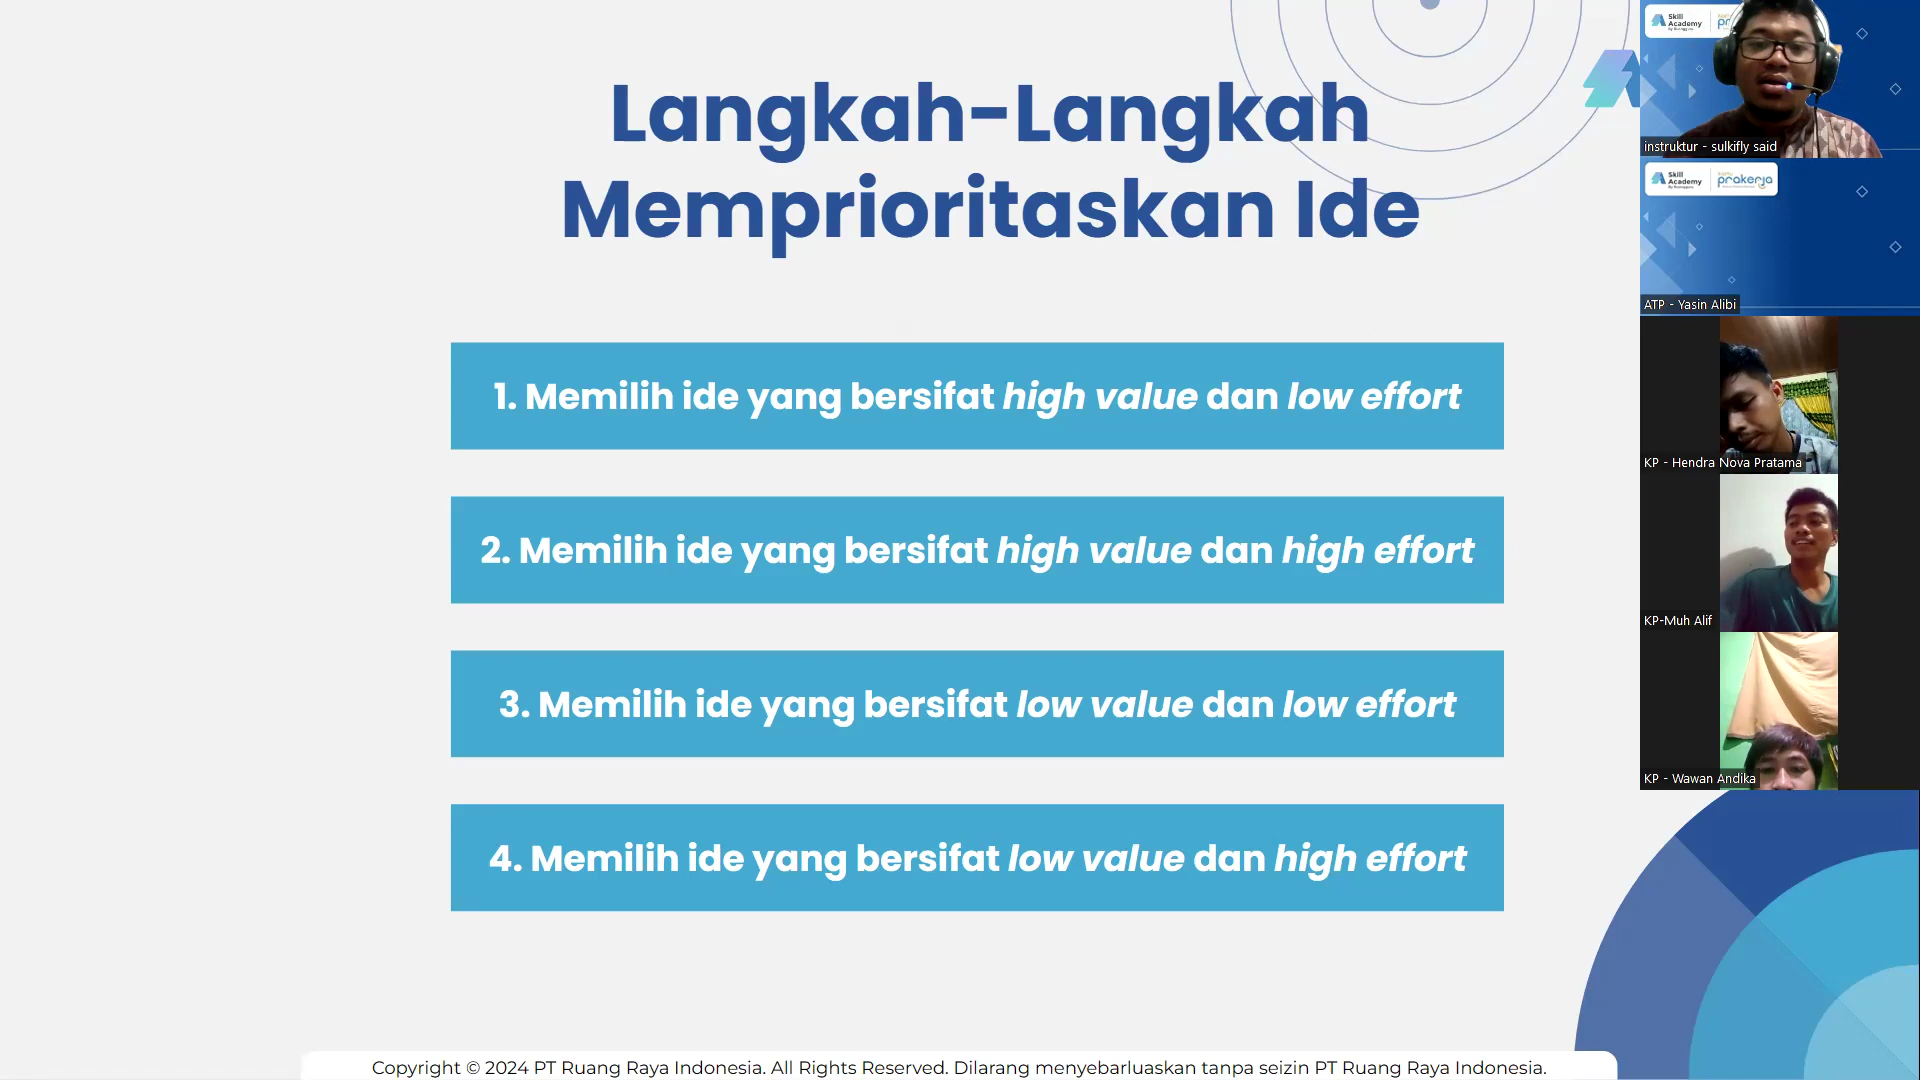 Langkah-Langkah
Memprioritaskan Ide
1. Memilih ide yang bersifat high value dan low effort
2. Memilih ide yang bersifat high value dan high effort
3. Memilih ide yang bersifat low value dan low effort
4. Memilih ide yang bersifat low value dan high effort
Copyright © 2024 PT Ruang Raya Indonesia. All Rights Reserved. Dilarang menyebarluaskan tanpa seizin PT Ruang Raya Indonesia.
Skill
Academy
pr
instruktur - sulkifly said
Skill
Academy
prakerja
ATP - Yasin Alibi
KP - Hendra Nova Pratama
KP-Muh Alif
KP - Wawan Andika